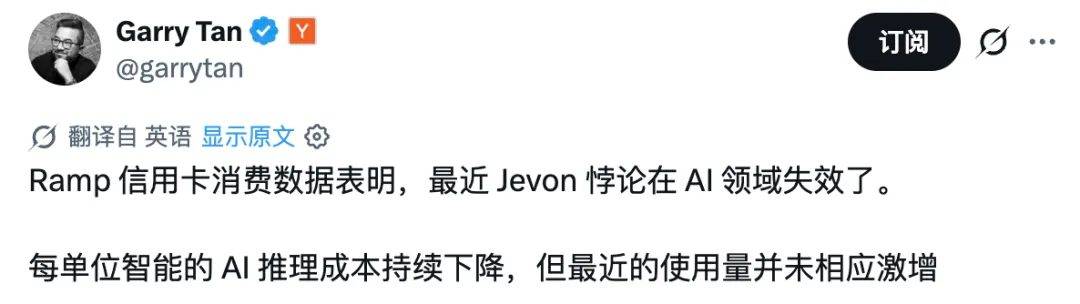 Garry Tan
@garrytan
订阅
翻译自 英语 显示原文
Ramp 信用卡消费数据表明，最近 Jevon 悖论在 AI 领域失效了。
每单位智能的 AI 推理成本持续下降，但最近的使用量并未相应激增